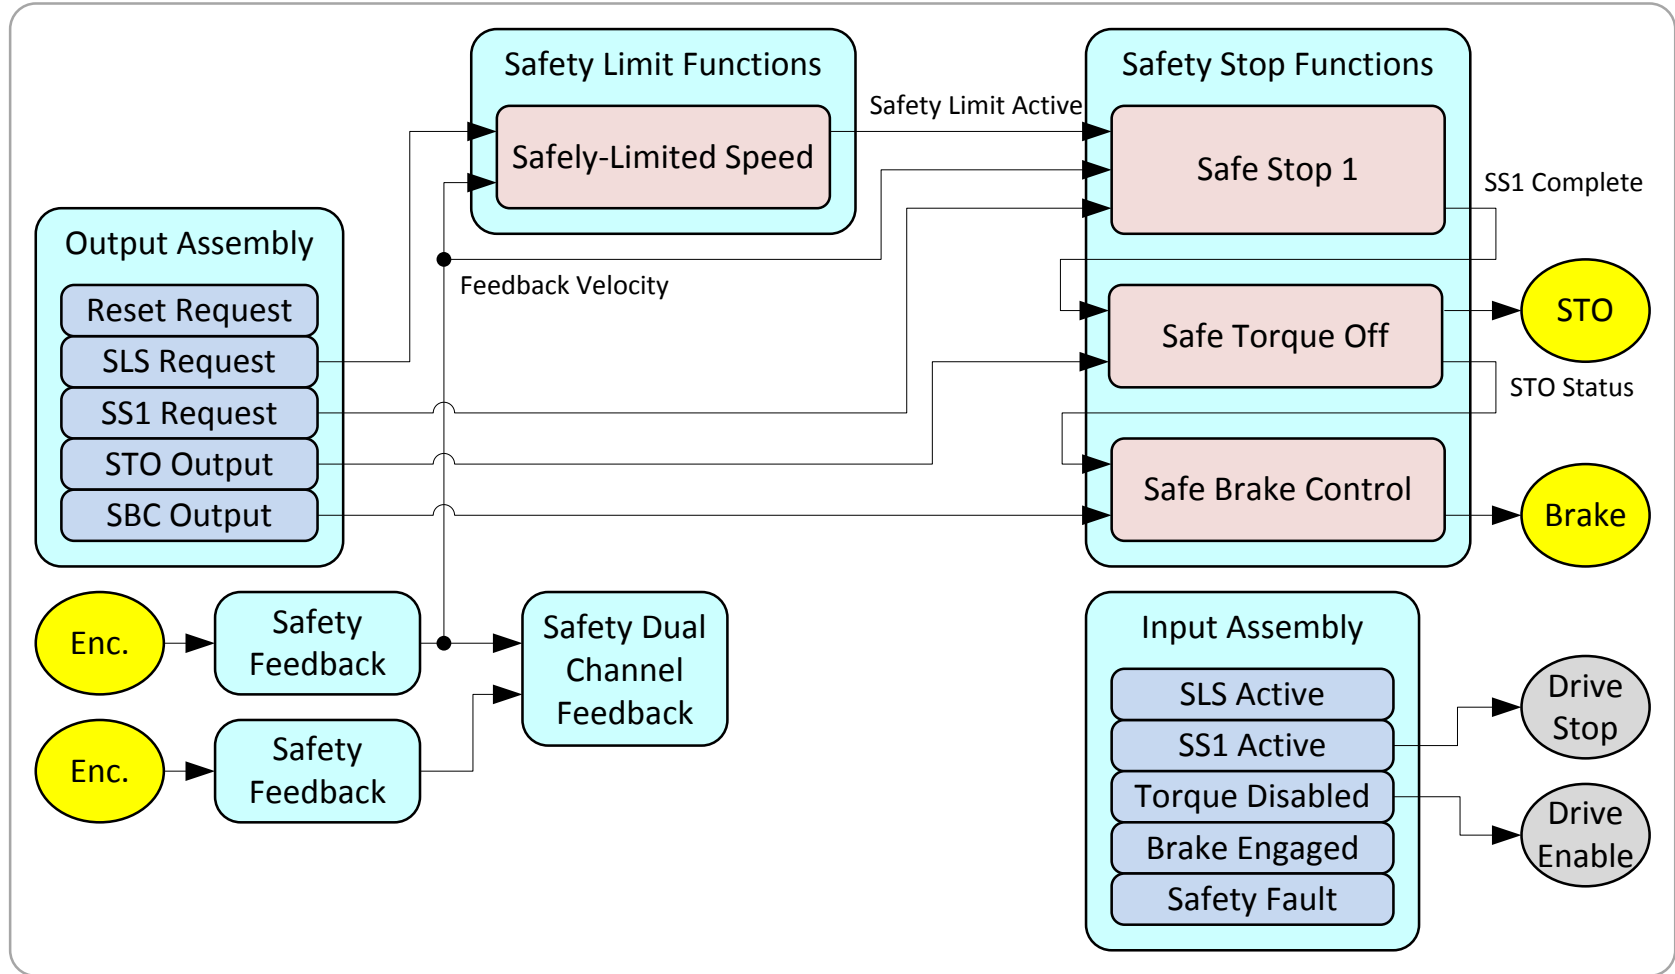 Safety Limit Functions
Safely-Limited Speed
Safety Limit Active
Safety Stop Functions
Safe Stop 1
SS1 Complete
Output Assembly
Reset Request
SLS Request
SS1 Request
STO Output
SBC Output
Feedback Velocity
Safe Torque Off
STO
STO Status
Safe Brake Control
Brake
Enc.
Safety
Feedback
Safety Dual
Channel
Feedback
Enc.
Safety
Feedback
Input Assembly
SLS Active
SS1 Active
Torque Disabled
Brake Engaged
Safety Fault
Drive
Stop
Drive
Enable